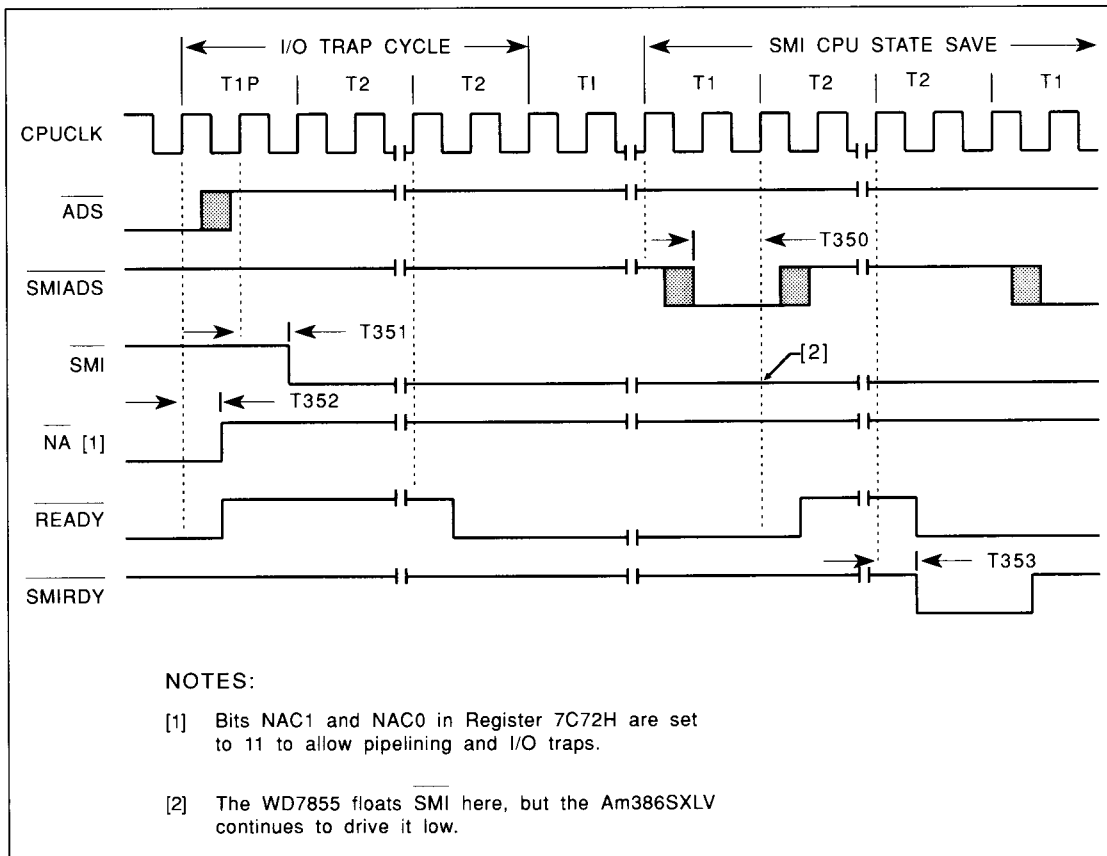 I/O TRAP CYCLE SMI CPU STATE SAVE
T1P T2 T2 TI T1 T2 T2 T1
CPUCLK
ADS
T350
SMIADS
T351
SMI
[2]
T352
NA [1]
READY
T353
SMIRDY
NOTES:
[1] Bits NAC1 and NAC0 in Register 7C72H are set
to 11 to allow pipelining and I/O traps.
[2] The WD7855 floats SMI here, but the Am386SXLV
continues to drive it low.